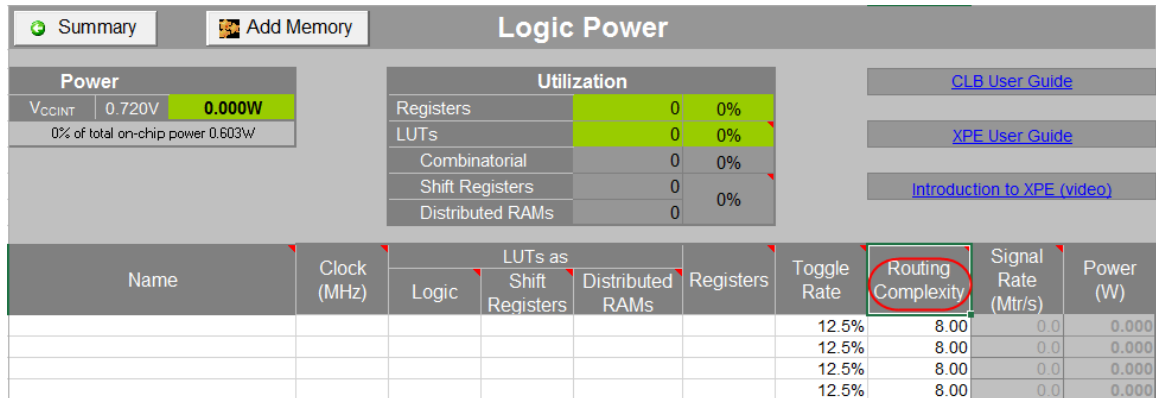 Summary Add Memory Logic Power
Power Utilization CLB User Guide
VCCINT 0.720V 0.000W Registers 0 0%
0% of total on-chip power 0.603W LUTs 0 0% XPE User Guide
Combinatorial 0 0%
Shift Registers 0 0% Introduction to XPE (video)
Distributed RAMs 0
Name Clock (MHz) LUTs as Registers Toggle Rate Routing Complexity Signal Rate (Mtr/s) Power (W)
Logic Shift Registers Distributed RAMs
12.5% 8.00 0.0 0.000
12.5% 8.00 0.0 0.000
12.5% 8.00 0.0 0.000
12.5% 8.00 0.0 0.000